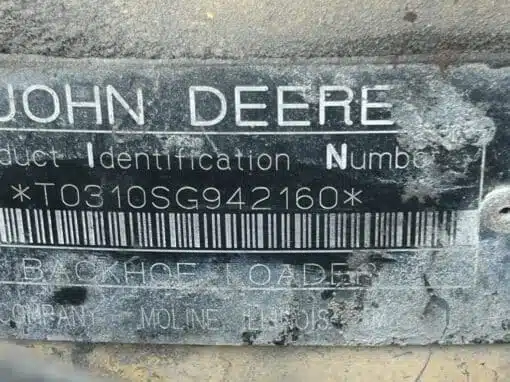 JOHN DEERE
duct Identification Numbe
*T0310SG942160*
BACKHOE LOADER
COMPANY MOLINE ILLINOIS